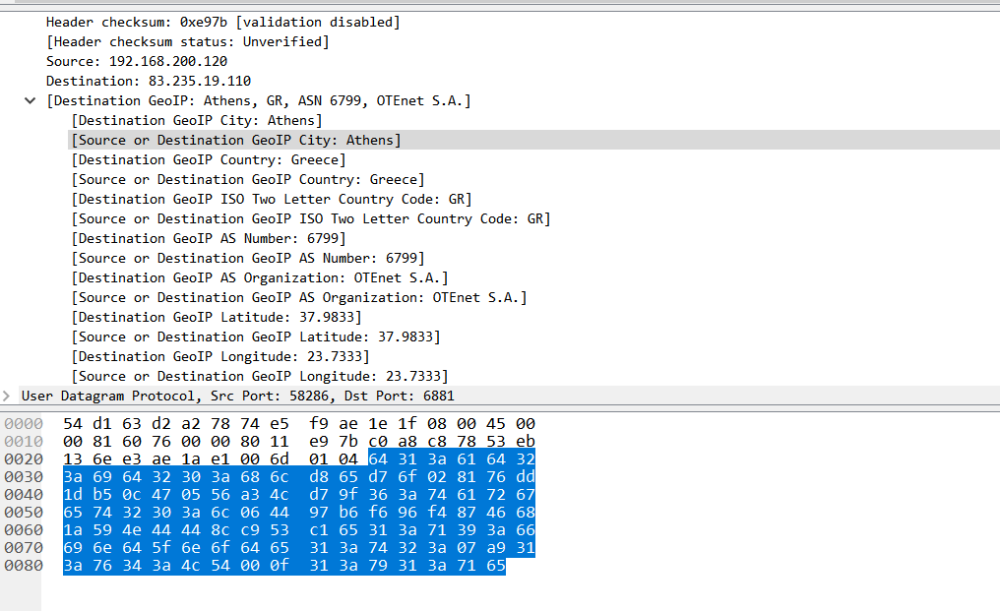 Header checksum: 0xe97b [validation disabled]
[Header checksum status: Unverified]
Source: 192.168.200.120
Destination: 83.235.19.110
[Destination GeoIP: Athens, GR, ASN 6799, OTEnet S.A.]
[Destination GeoIP City: Athens]
[Source or Destination GeoIP City: Athens]
[Destination GeoIP Country: Greece]
[Source or Destination GeoIP Country: Greece]
[Destination GeoIP ISO Two Letter Country Code: GR]
[Source or Destination GeoIP ISO Two Letter Country Code: GR]
[Destination GeoIP AS Number: 6799]
[Source or Destination GeoIP AS Number: 6799]
[Destination GeoIP AS Organization: OTEnet S.A.]
[Source or Destination GeoIP AS Organization: OTEnet S.A.]
[Destination GeoIP Latitude: 37.9833]
[Source or Destination GeoIP Latitude: 37.9833]
[Destination GeoIP Longitude: 23.7333]
[Source or Destination GeoIP Longitude: 23.7333]
User Datagram Protocol, Src Port: 58286, Dst Port: 6881
0000 54 d1 63 d2 a2 78 74 e5 f9 ae 1e 1f 08 00 45 00
0010 00 81 60 76 00 00 80 11 e9 7b c0 a8 c8 78 53 eb
0020 13 6e e3 ae 1a e1 00 6d 01 04 64 31 3a 61 64 32
0030 3a 69 64 32 30 3a 68 6c d8 65 d7 6f 02 81 76 dd
0040 1d b5 0c 47 05 56 a3 4c d7 9f 36 3a 74 61 72 67
0050 65 74 32 30 3a 6c 06 44 97 b6 f6 96 f4 87 46 68
0060 1a 59 4e 44 44 8c c9 53 c1 65 31 3a 71 39 3a 66
0070 69 6e 64 5f 6e 6f 64 65 31 3a 74 32 3a 07 a9 31
0080 3a 76 34 3a 4c 54 00 0f 31 3a 79 31 3a 71 65